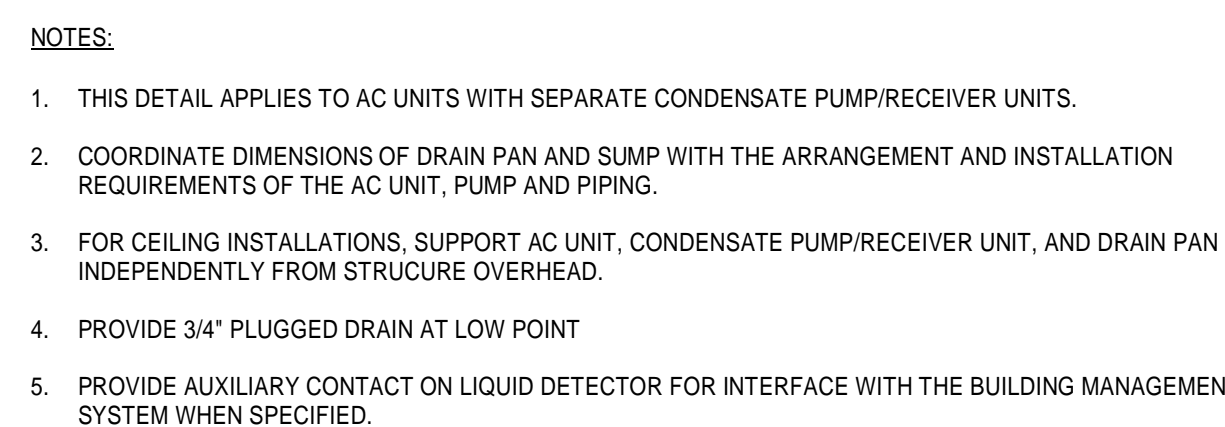 NOTES:
1. THIS DETAIL APPLIES TO AC UNITS WITH SEPARATE CONDENSATE PUMP/RECEIVER UNITS.
2. COORDINATE DIMENSIONS OF DRAIN PAN AND SUMP WITH THE ARRANGEMENT AND INSTALLATION
REQUIREMENTS OF THE AC UNIT, PUMP AND PIPING.
3. FOR CEILING INSTALLATIONS, SUPPORT AC UNIT, CONDENSATE PUMP/RECEIVER UNIT, AND DRAIN PAN
INDEPENDENTLY FROM STRUCURE OVERHEAD.
4. PROVIDE 3/4" PLUGGED DRAIN AT LOW POINT
5. PROVIDE AUXILIARY CONTACT ON LIQUID DETECTOR FOR INTERFACE WITH THE BUILDING MANAGEMEN
SYSTEM WHEN SPECIFIED.